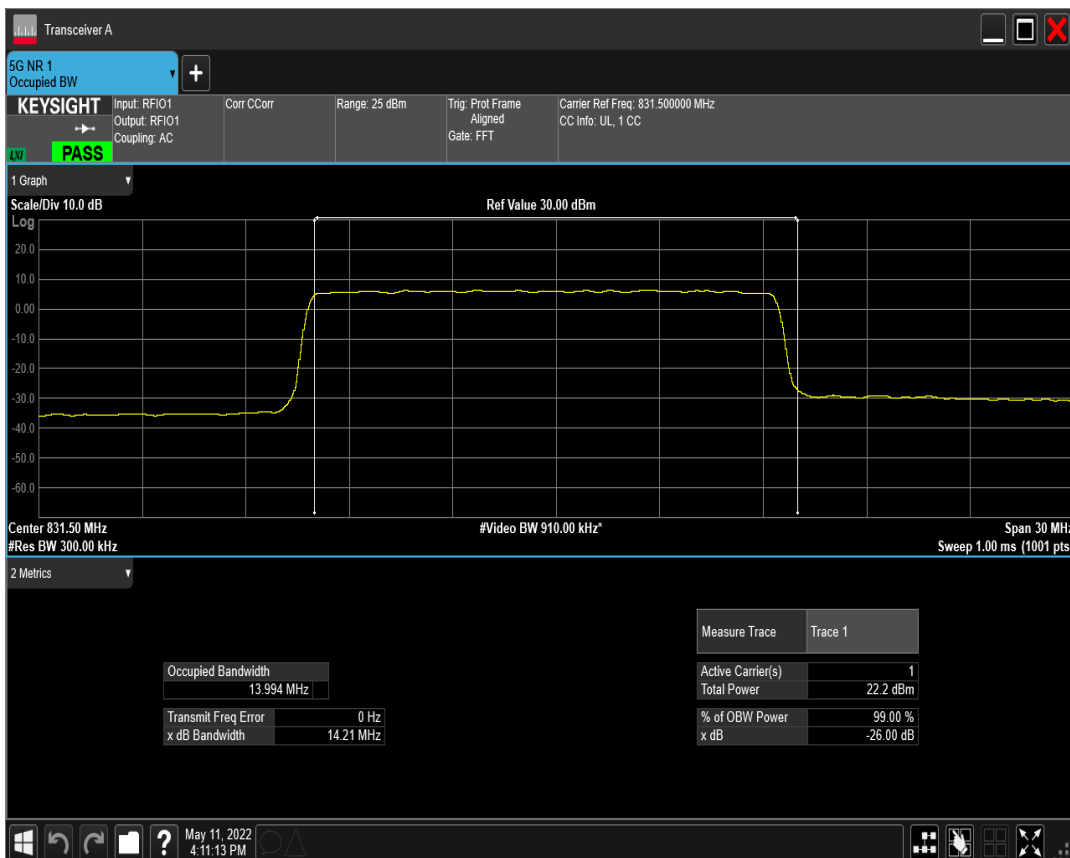 Transceiver A
5G NR 1
Occupied BW
KEYSIGHT
LXI
PASS
Input: RFIO1
Output: RFIO1
Coupling: AC
Corr CCorr
Range: 25 dBm
Trig: Prot Frame
Aligned
Gate: FFT
Carrier Ref Freq: 831.500000 MHz
CC Info: UL, 1 CC
1 Graph
Scale/Div 10.0 dB
Ref Value 30.00 dBm
Log
20.0
10.0
0.00
-10.0
-20.0
-30.0
-40.0
-50.0
-60.0
Center 831.50 MHz
#Video BW 910.00 kHz*
Span 30 MHz
#Res BW 300.00 kHz
Sweep 1.00 ms (1001 pts
2 Metrics
Measure Trace Trace 1
Occupied Bandwidth
13.994 MHz
Active Carrier(s) 1
Total Power 22.2 dBm
Transmit Freq Error 0 Hz
x dB Bandwidth 14.21 MHz
% of OBW Power 99.00 %
x dB -26.00 dB
?
May 11, 2022
4:11:13 PM